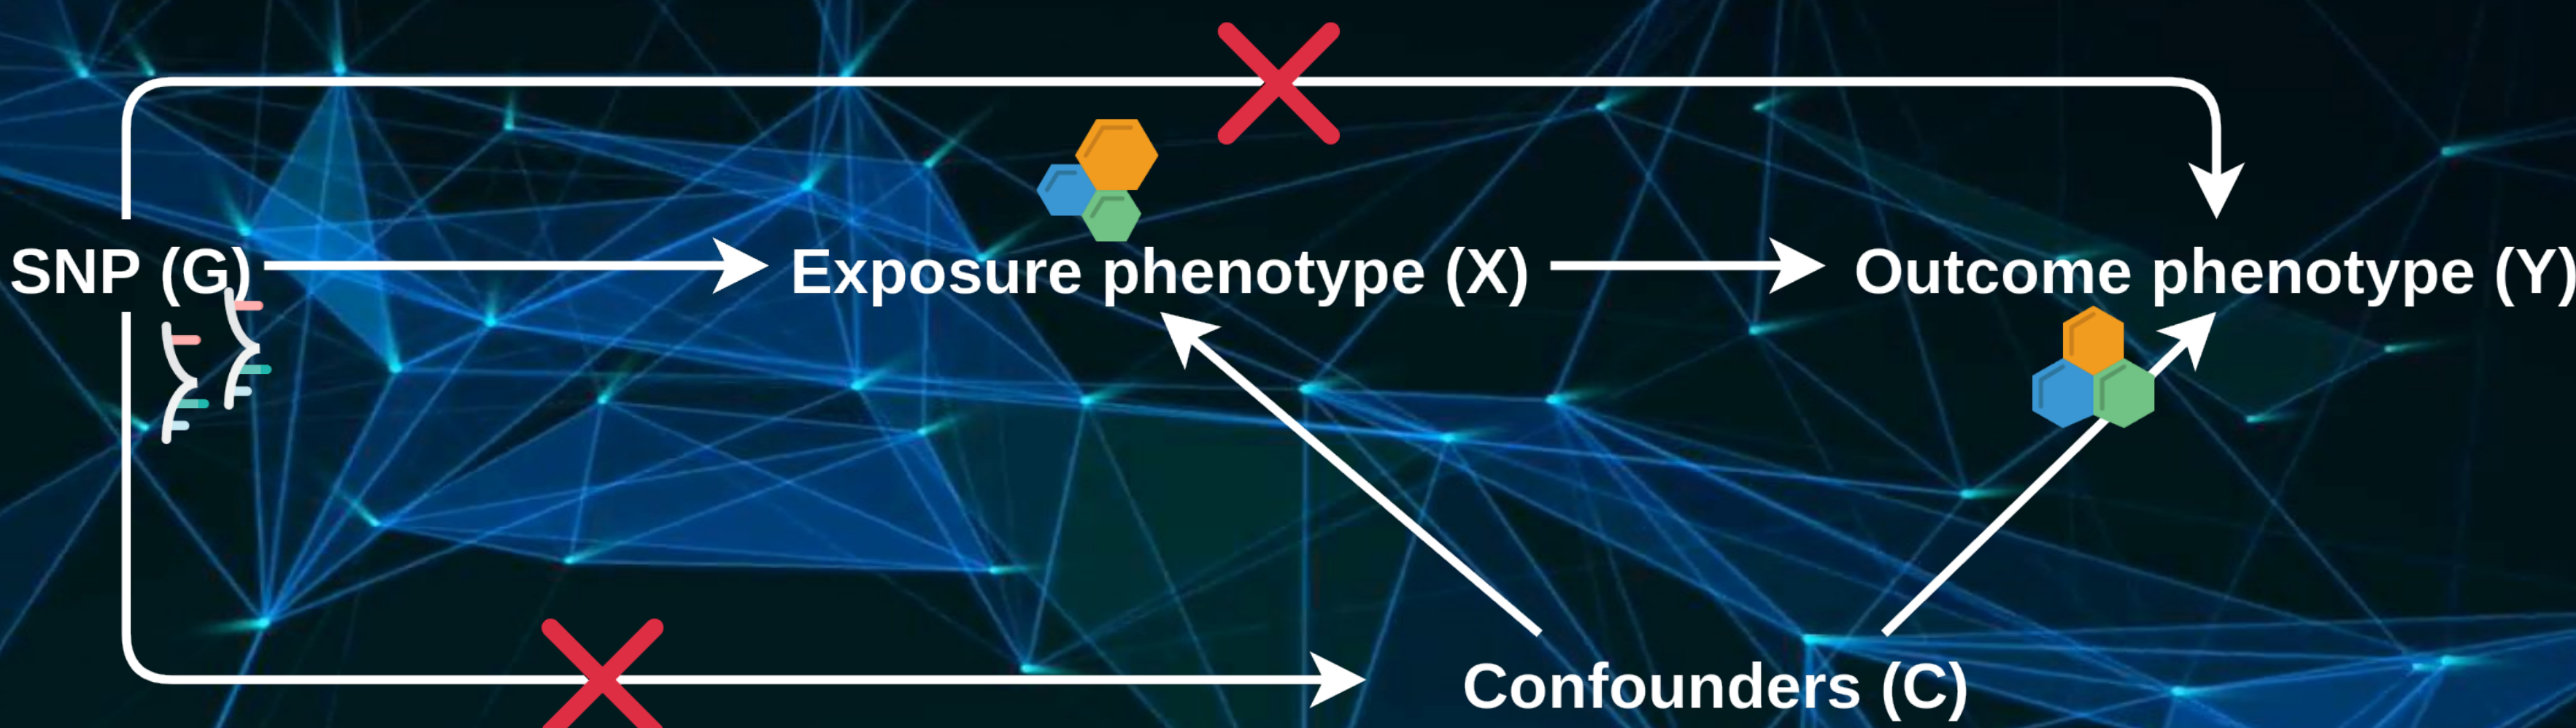 SNP (G)
Exposure phenotype (X)
Outcome phenotype (Y)
Confounders (C)